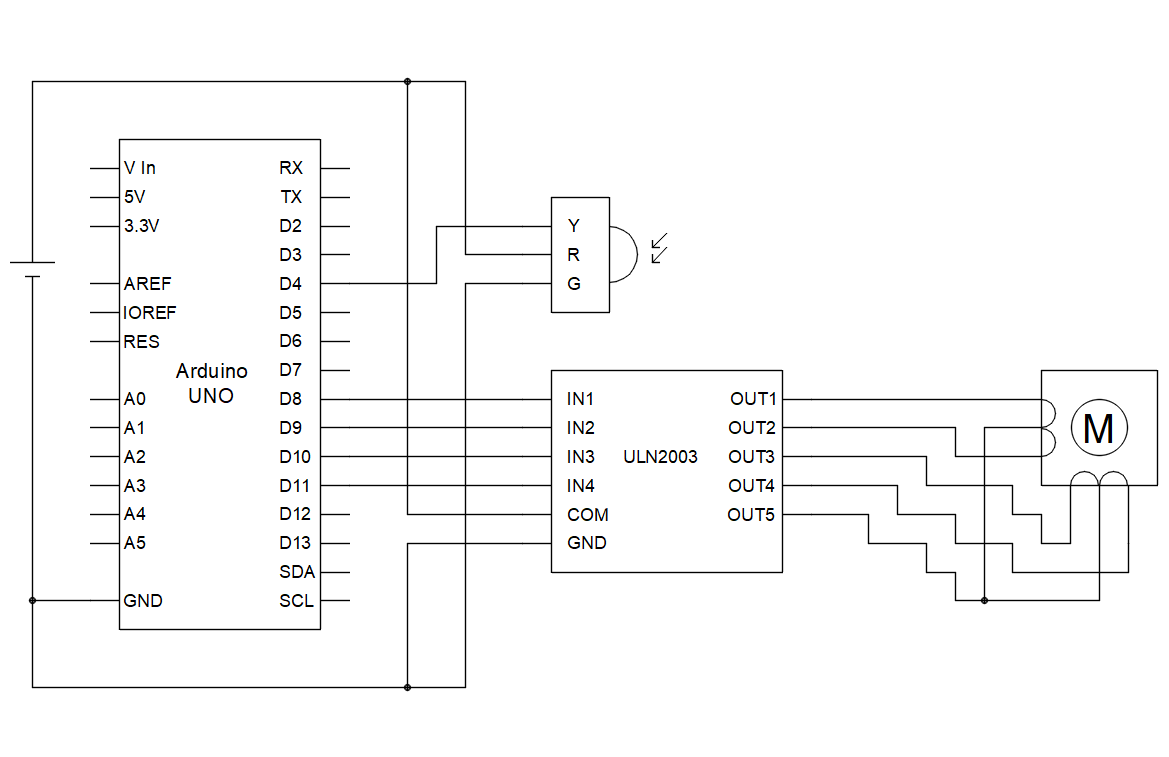 V In
5V
3.3V
AREF
IOREF
RES
Arduino
UNO
A0
A1
A2
A3
A4
A5
GND
RX
TX
D2
D3
D4
D5
D6
D7
D8
D9
D10
D11
D12
D13
SDA
SCL
Y
R
G
IN1
IN2
IN3
IN4
COM
GND
ULN2003
OUT1
OUT2
OUT3
OUT4
OUT5
M